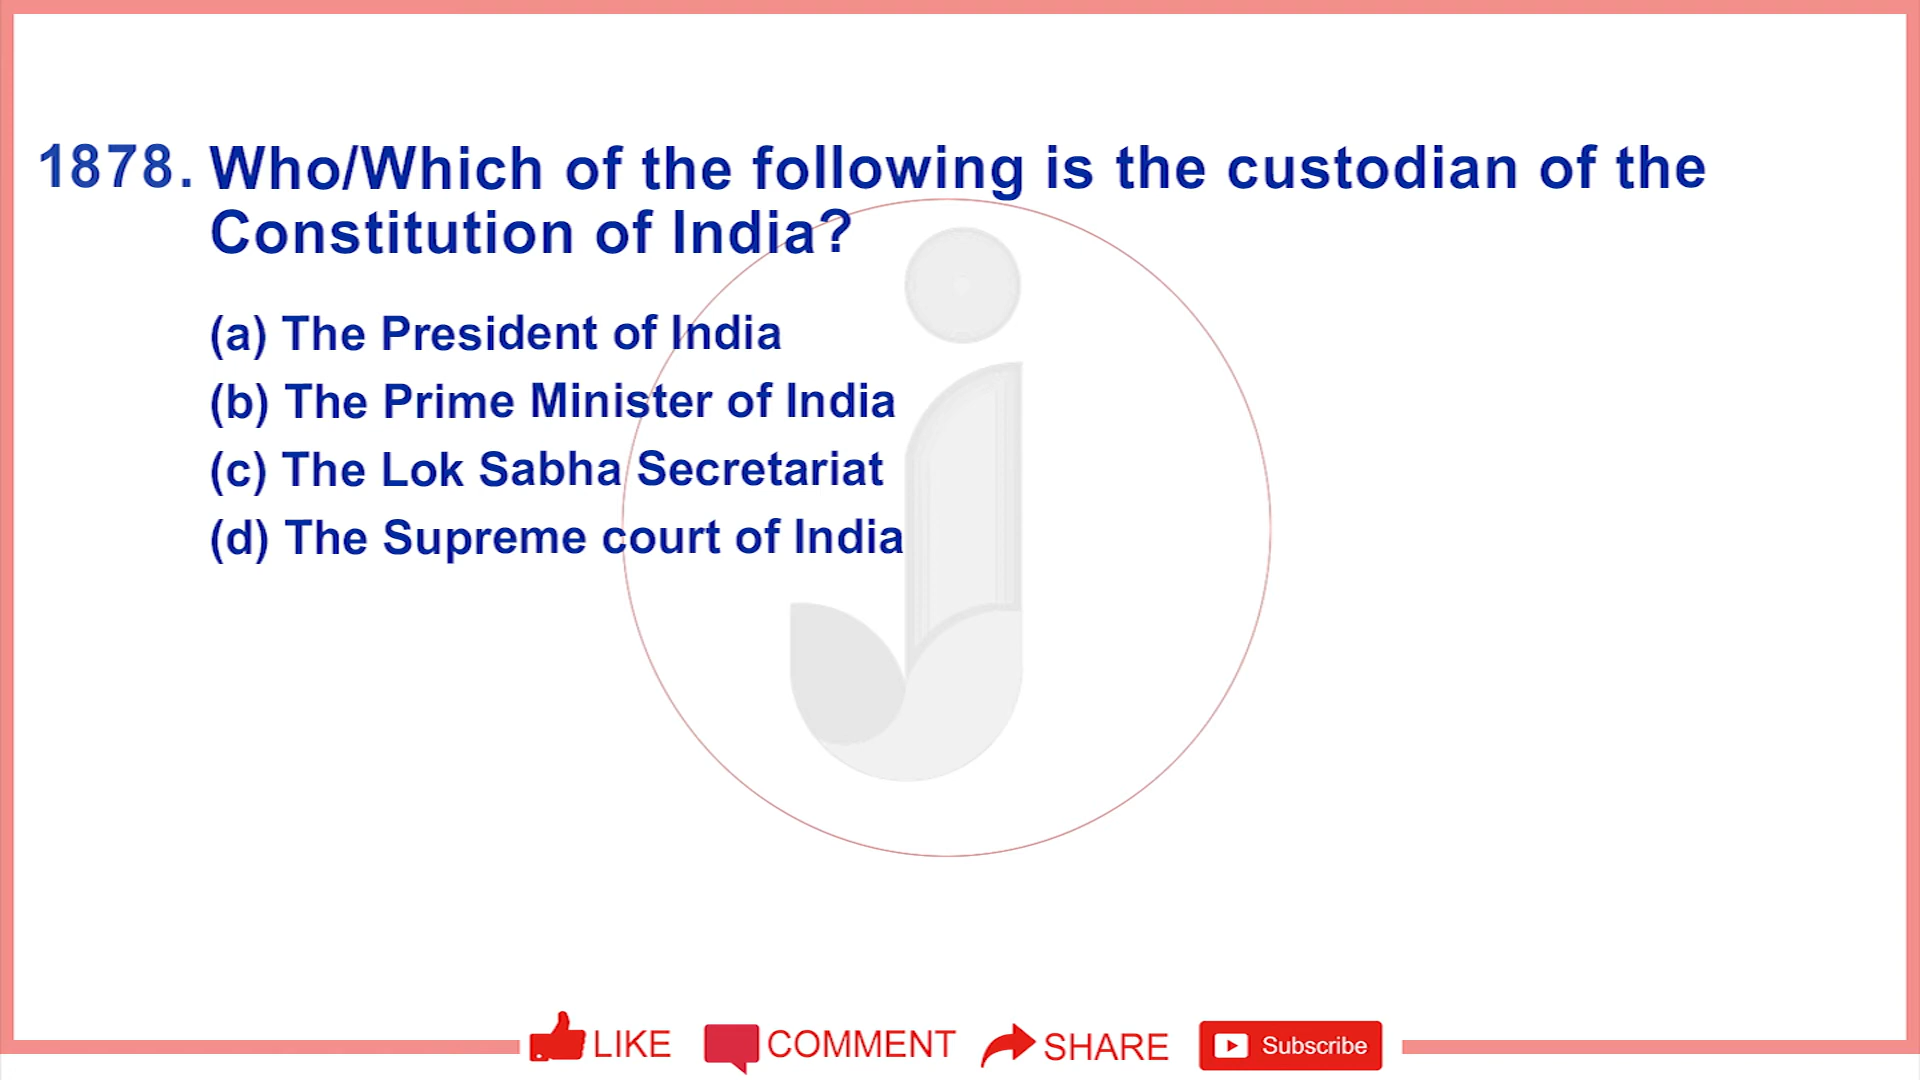 1878. Who/Which of the following is the custodian of the
Constitution of India?
(a) The President of India
(b) The Prime Minister of India
(c) The Lok Sabha Secretariat
(d) The Supreme court of India
LIKE COMMENT SHARE Subscribe